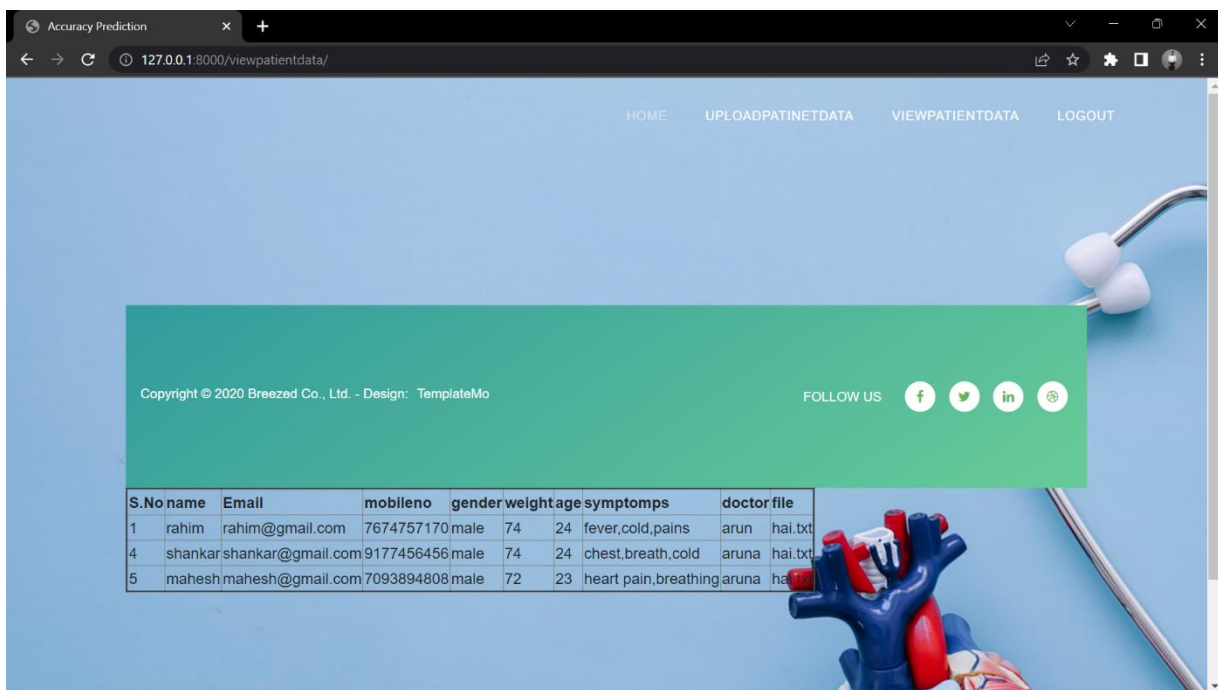 Accuracy Prediction
127.0.0.1:8000/viewpatientdata/
HOME UPLOADPATINETDATA VIEWPATIENTDATA LOGOUT
Copyright © 2020 Breezed Co., Ltd. - Design: TemplateMo
FOLLOW US
S.No name Email mobileno gender weight age symptomps doctor file
1 rahim rahim@gmail.com 7674757170 male 74 24 fever,cold,pains arun hai.txt
4 shankar shankar@gmail.com 9177456456 male 74 24 chest,breath,cold aruna hai.txt
5 mahesh mahesh@gmail.com 7093894808 male 72 23 heart pain,breathing aruna hai.txt